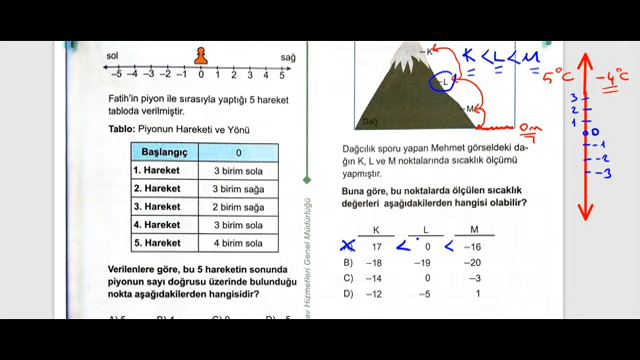 sol
sağ
−5 −4 −3 −2 −1 0 1 2 3 4 5
Fatih'in piyon ile sırasıyla yaptığı 5 hareket
tabloda verilmiştir.
Tablo: Piyonun Hareketi ve Yönü
Başlangıç 0
1. Hareket 3 birim sola
2. Hareket 3 birim sağa
3. Hareket 2 birim sağa
4. Hareket 3 birim sola
5. Hareket 4 birim sola
Verilenlere göre, bu 5 hareketin sonunda
piyonun sayı doğrusu üzerinde bulunduğu
nokta aşağıdakilerden hangisidir?
av Hizmetleri Genel Müdürlüğü
K
L
M
Dağ
K < L < M
0m
Dağcılık sporu yapan Mehmet görseldeki da-
ğın K, L ve M noktalarında sıcaklık ölçümü
yapmıştır.
Buna göre, bu noktalarda ölçülen sıcaklık
değerleri aşağıdakilerden hangisi olabilir?
K L M
17 < 0 < −16
B) −18 −19 −20
C) −14 0 −3
D) −12 −5 1
5°C
−4°C
3
2
1
0
−1
−2
−3